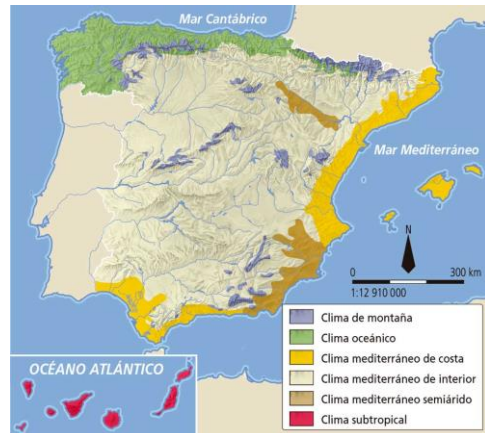 Mar Cantábrico
Mar Mediterráneo
N
0 300 km
1:12 910 000
Clima de montaña
Clima oceánico
Clima mediterráneo de costa
Clima mediterráneo de interior
Clima mediterráneo semiárido
Clima subtropical
OCÉANO ATLÁNTICO